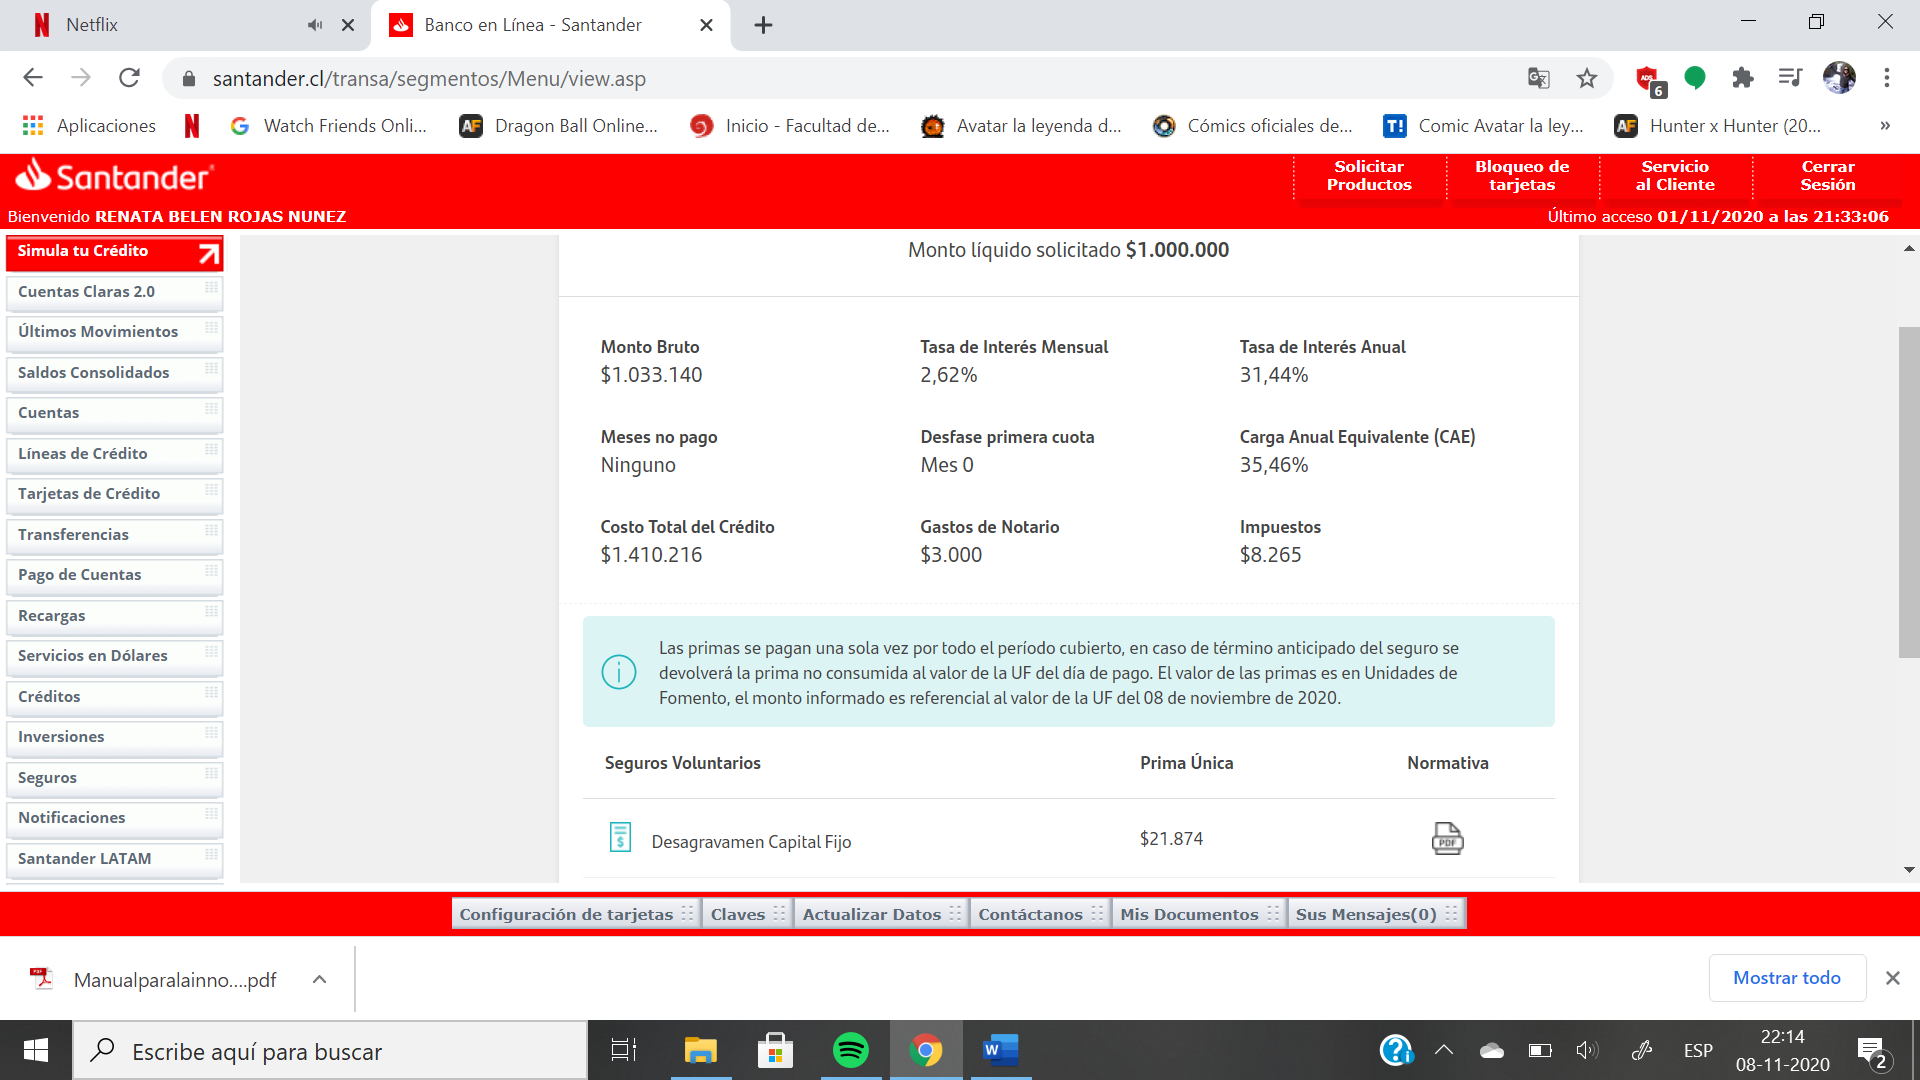 Netflix
Banco en Línea - Santander
santander.cl/transa/segmentos/Menu/view.asp
6
Aplicaciones
Watch Friends Onli...
Dragon Ball Online...
Inicio - Facultad de...
Avatar la leyenda d...
Cómics oficiales de...
Comic Avatar la ley...
Hunter x Hunter (20...
»
Santander
Solicitar Productos
Bloqueo de tarjetas
Servicio al Cliente
Cerrar Sesión
Bienvenido RENATA BELEN ROJAS NUNEZ
Último acceso 01/11/2020 a las 21:33:06
Simula tu Crédito
Cuentas Claras 2.0
Últimos Movimientos
Saldos Consolidados
Cuentas
Líneas de Crédito
Tarjetas de Crédito
Transferencias
Pago de Cuentas
Recargas
Servicios en Dólares
Créditos
Inversiones
Seguros
Notificaciones
Santander LATAM
Monto líquido solicitado $1.000.000
Monto Bruto
$1.033.140
Tasa de Interés Mensual
2,62%
Tasa de Interés Anual
31,44%
Meses no pago
Ninguno
Desfase primera cuota
Mes 0
Carga Anual Equivalente (CAE)
35,46%
Costo Total del Crédito
$1.410.216
Gastos de Notario
$3.000
Impuestos
$8.265
Las primas se pagan una sola vez por todo el período cubierto, en caso de término anticipado del seguro se
devolverá la prima no consumida al valor de la UF del día de pago. El valor de las primas es en Unidades de
Fomento, el monto informado es referencial al valor de la UF del 08 de noviembre de 2020.
Seguros Voluntarios
Prima Única
Normativa
Desagravamen Capital Fijo
$21.874
PDF
Configuración de tarjetas
Claves
Actualizar Datos
Contáctanos
Mis Documentos
Sus Mensajes(0)
Manualparalainno....pdf
Mostrar todo
Escribe aquí para buscar
ESP
22:14
08-11-2020
2